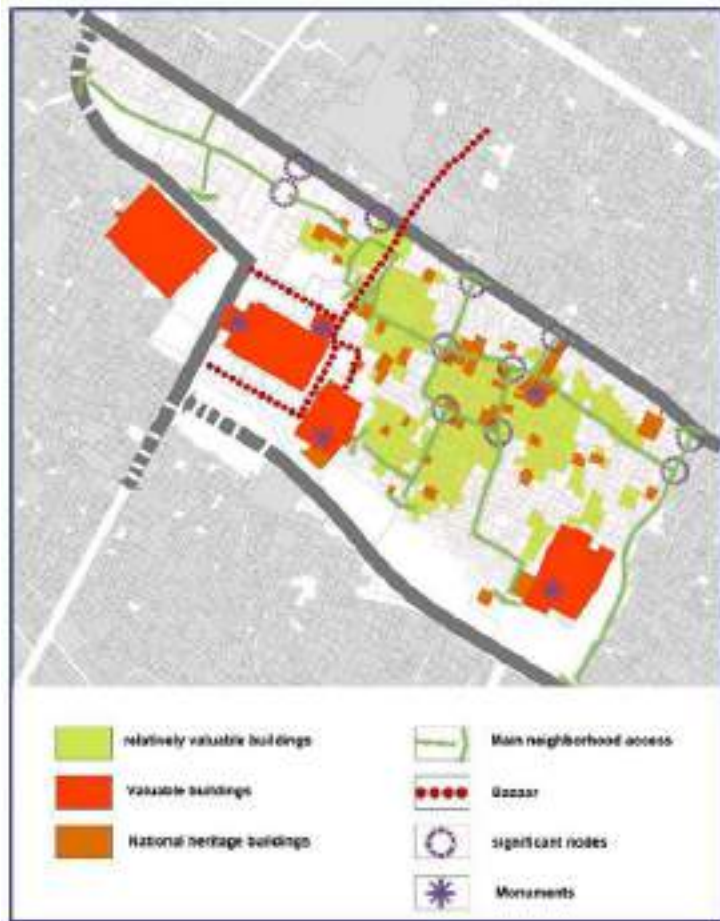 relatively valuable buildings
Valuable buildings
National heritage buildings
Main neighborhood access
Bazaar
significant nodes
Monuments